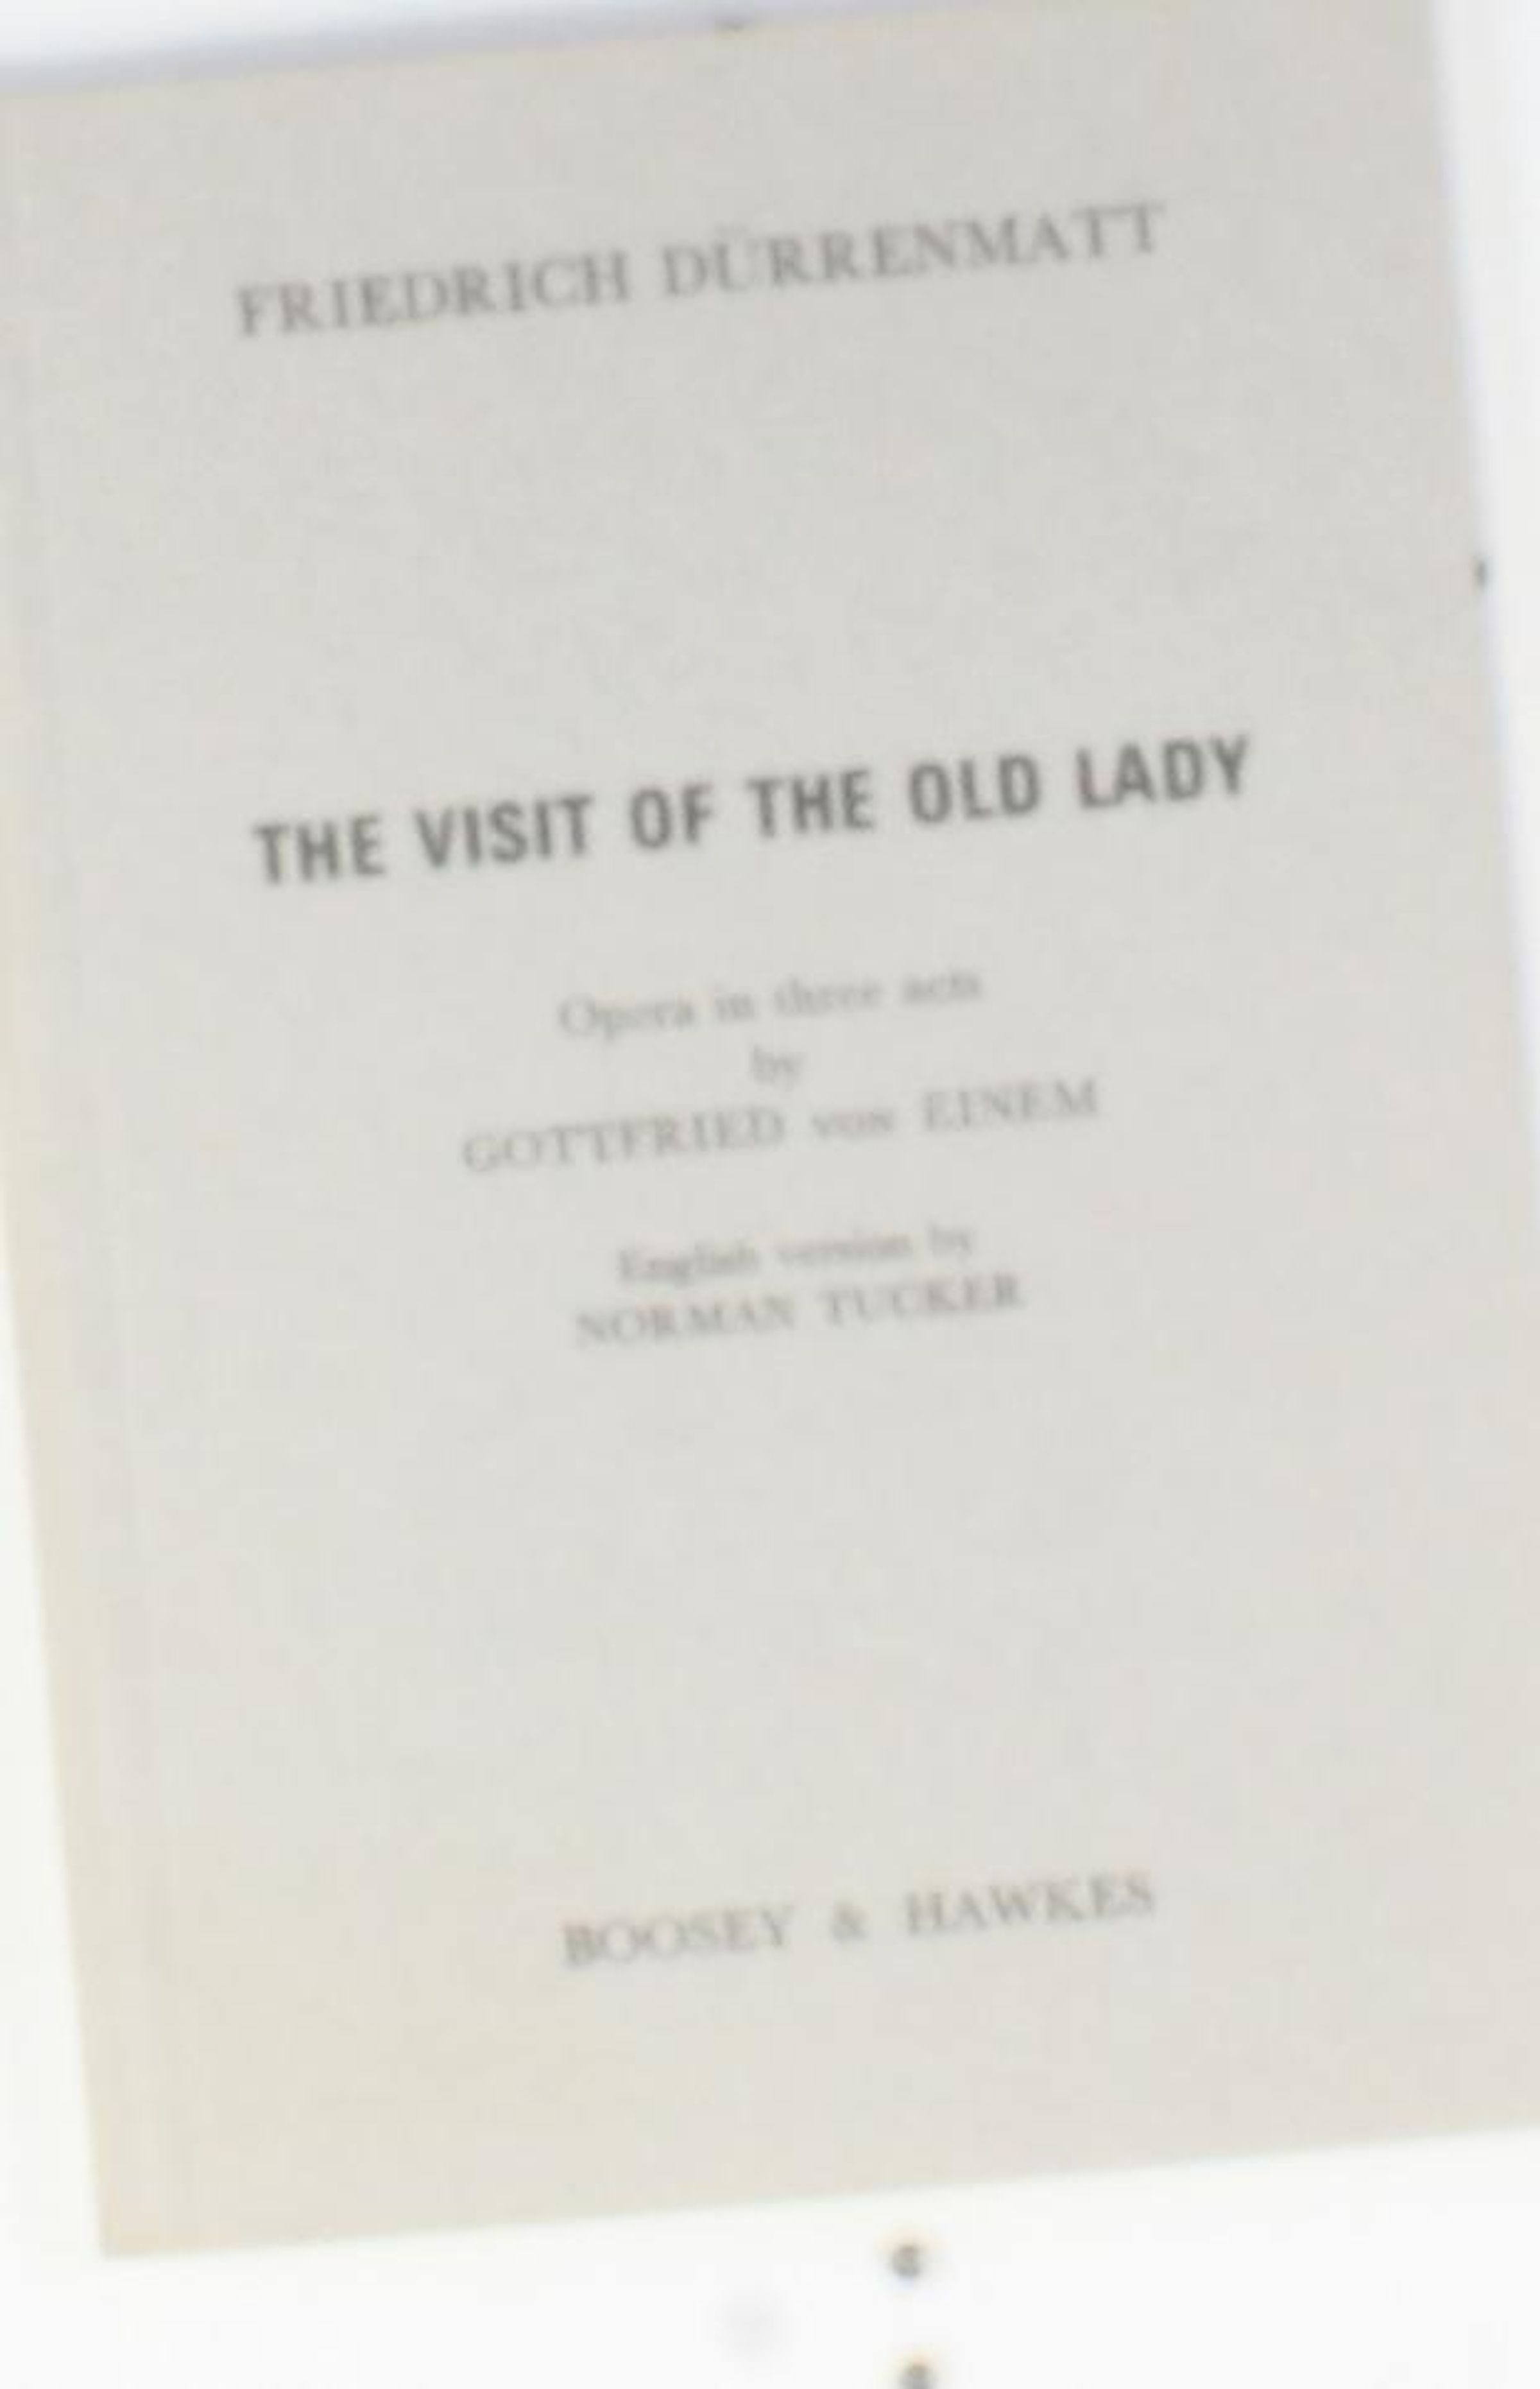 FRIEDRICH DÜRRENMATT
THE VISIT OF THE OLD LADY
Opera in three acts
by
GOTTFRIED von EINEM
English version by
NORMAN TUCKER
BOOSEY & HAWKES